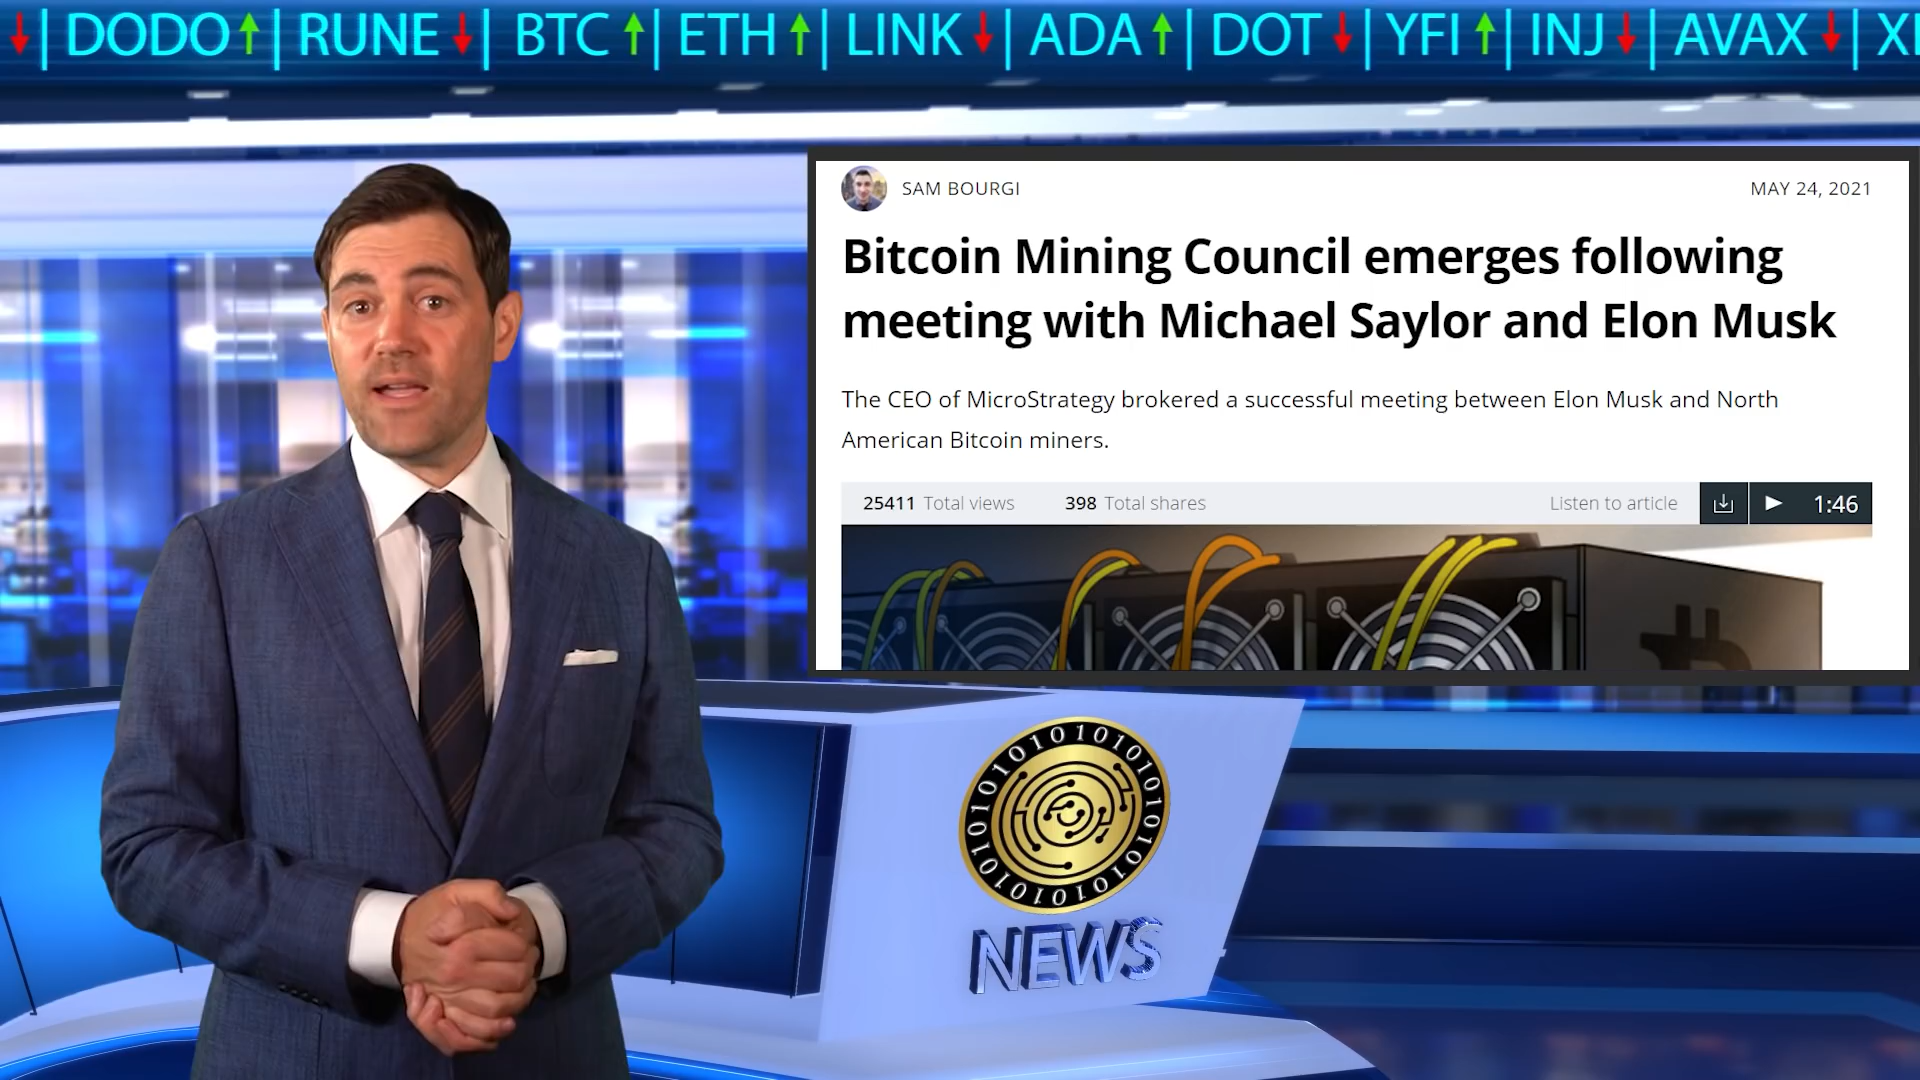 DODO RUNE BTC ETH LINK ADA DOT YFI INJ AVAX
SAM BOURGI
MAY 24, 2021
Bitcoin Mining Council emerges following
meeting with Michael Saylor and Elon Musk
The CEO of MicroStrategy brokered a successful meeting between Elon Musk and North
American Bitcoin miners.
25411 Total views 398 Total shares Listen to article 1:46
NEWS